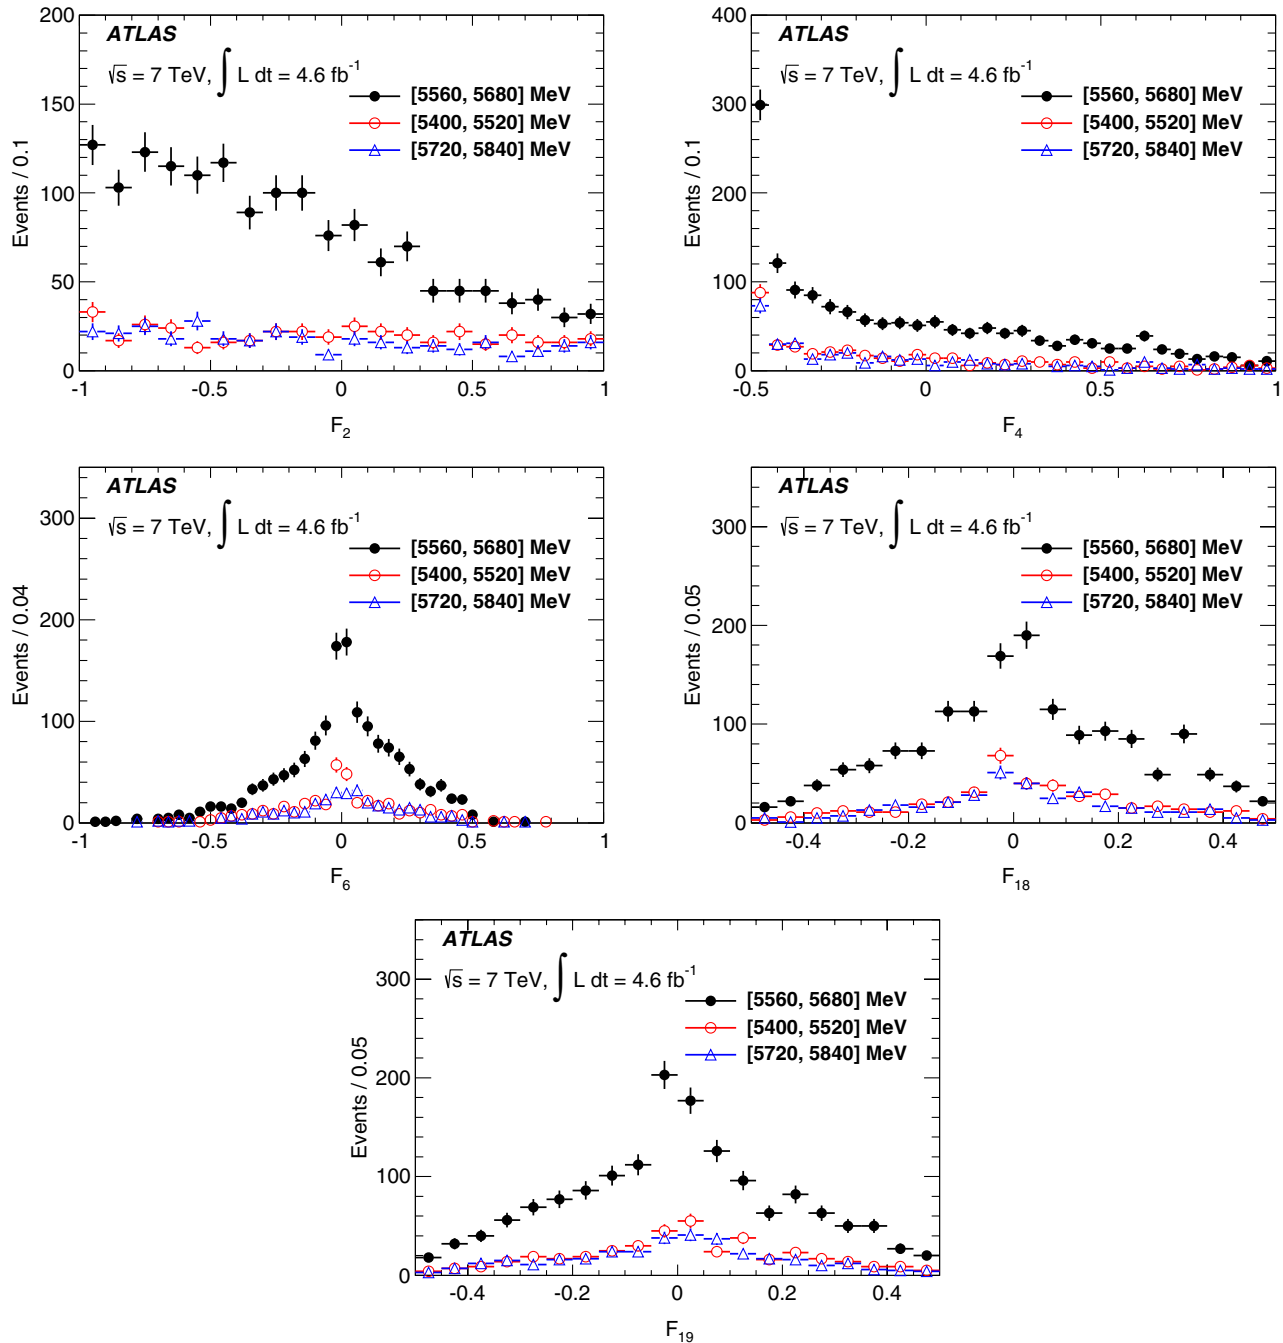 200
150
100
50
0
Events / 0.1
ATLAS
√s = 7 TeV, ∫ L dt = 4.6 fb⁻¹
[5560, 5680] MeV
[5400, 5520] MeV
[5720, 5840] MeV
-1 -0.5 0 0.5 1
F₂
400
300
200
100
0
Events / 0.1
ATLAS
√s = 7 TeV, ∫ L dt = 4.6 fb⁻¹
[5560, 5680] MeV
[5400, 5520] MeV
[5720, 5840] MeV
-0.5 0 0.5 1
F₄
300
200
100
0
Events / 0.04
ATLAS
√s = 7 TeV, ∫ L dt = 4.6 fb⁻¹
[5560, 5680] MeV
[5400, 5520] MeV
[5720, 5840] MeV
-1 -0.5 0 0.5 1
F₆
300
200
100
0
Events / 0.05
ATLAS
√s = 7 TeV, ∫ L dt = 4.6 fb⁻¹
[5560, 5680] MeV
[5400, 5520] MeV
[5720, 5840] MeV
-0.4 -0.2 0 0.2 0.4
F₁₈
300
200
100
0
Events / 0.05
ATLAS
√s = 7 TeV, ∫ L dt = 4.6 fb⁻¹
[5560, 5680] MeV
[5400, 5520] MeV
[5720, 5840] MeV
-0.4 -0.2 0 0.2 0.4
F₁₉